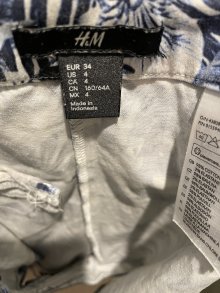 H&M
EUR 34
US 4
CA 4
CN 160/64A
MX 4
Made in
Indonesia